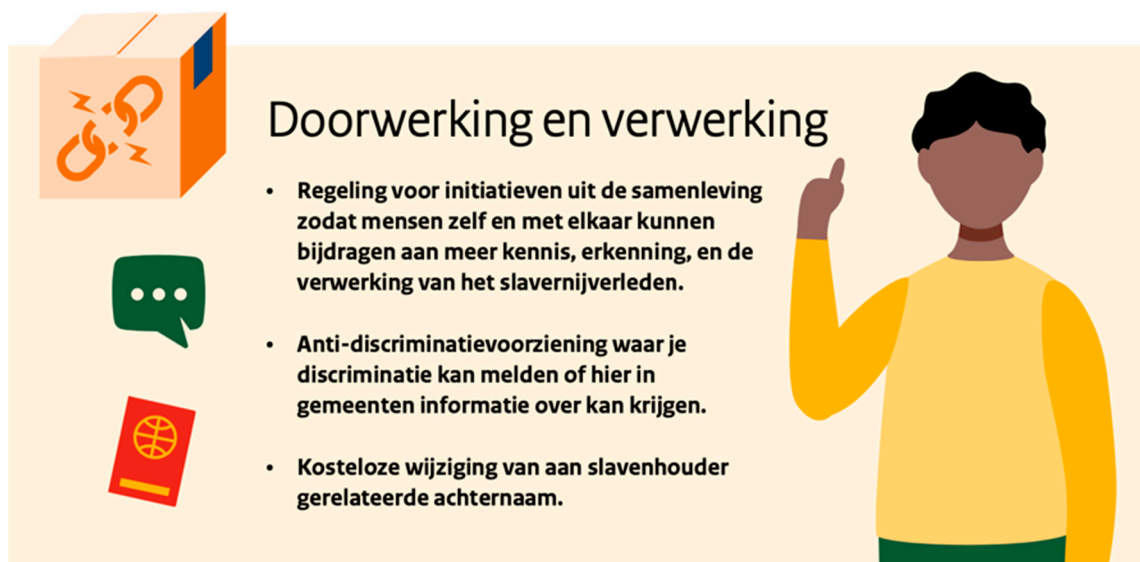 Doorwerking en verwerking
• Regeling voor initiatieven uit de samenleving
zodat mensen zelf en met elkaar kunnen
bijdragen aan meer kennis, erkenning, en de
verwerking van het slavernijverleden.
• Anti-discriminatievoorziening waar je
discriminatie kan melden of hier in
gemeenten informatie over kan krijgen.
• Kosteloze wijziging van aan slavenhouder
gerelateerde achternaam.